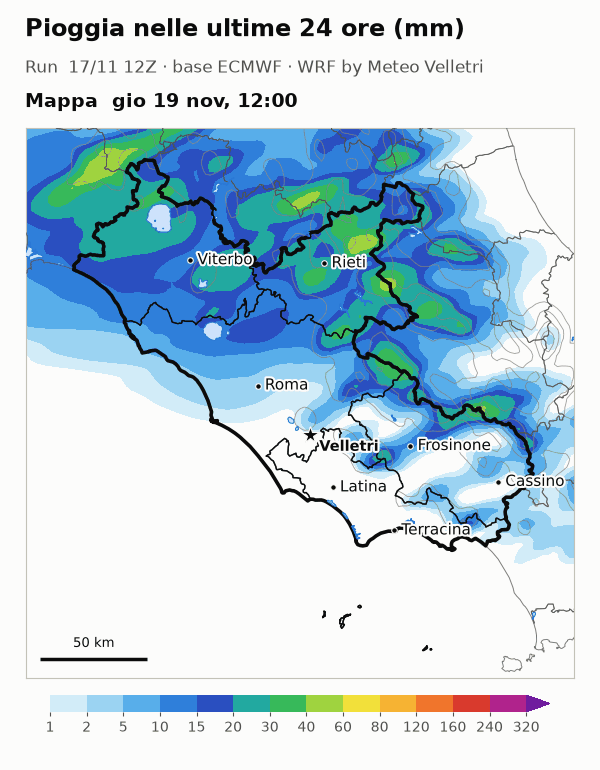 Pioggia nelle ultime 24 ore (mm)
Run  17/11 12Z · base ECMWF · WRF by Meteo Velletri
Mappa  gio 19 nov, 12:00
Viterbo
Rieti
Roma
Velletri
Frosinone
Latina
Cassino
Terracina
50 km
1 2 5 10 15 20 30 40 60 80 120 160 240 320